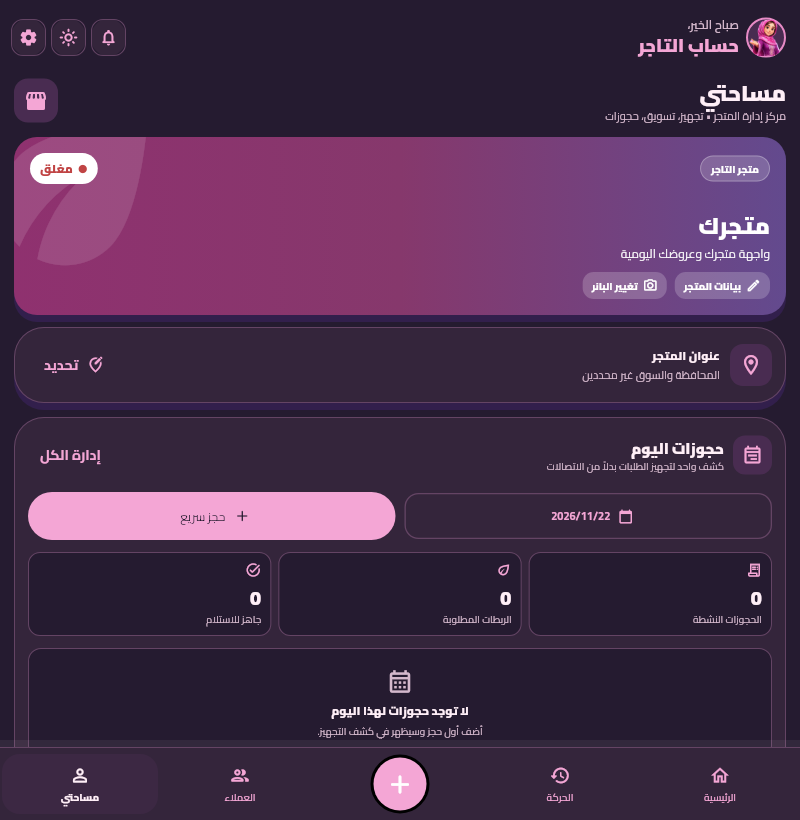 صباح الخير،
حساب التاجر
مساحتي
مركز إدارة المتجر • تجهيز، تسويق، حجوزات
متجر التاجر
مغلق
متجرك
واجهة متجرك وعروضك اليومية
بيانات المتجر
تغيير البانر
عنوان المتجر
المحافظة والسوق غير محددين
تحديد
حجوزات اليوم
كشف واحد لتجهيز الطلبات بدلاً من الاتصالات
إدارة الكل
2026/11/22
حجز سريع
0
الحجوزات النشطة
0
الربطات المطلوبة
0
جاهز للاستلام
لا توجد حجوزات لهذا اليوم
أضف أول حجز وسيظهر في كشف التجهيز.
الرئيسية
الحركة
العملاء
مساحتي